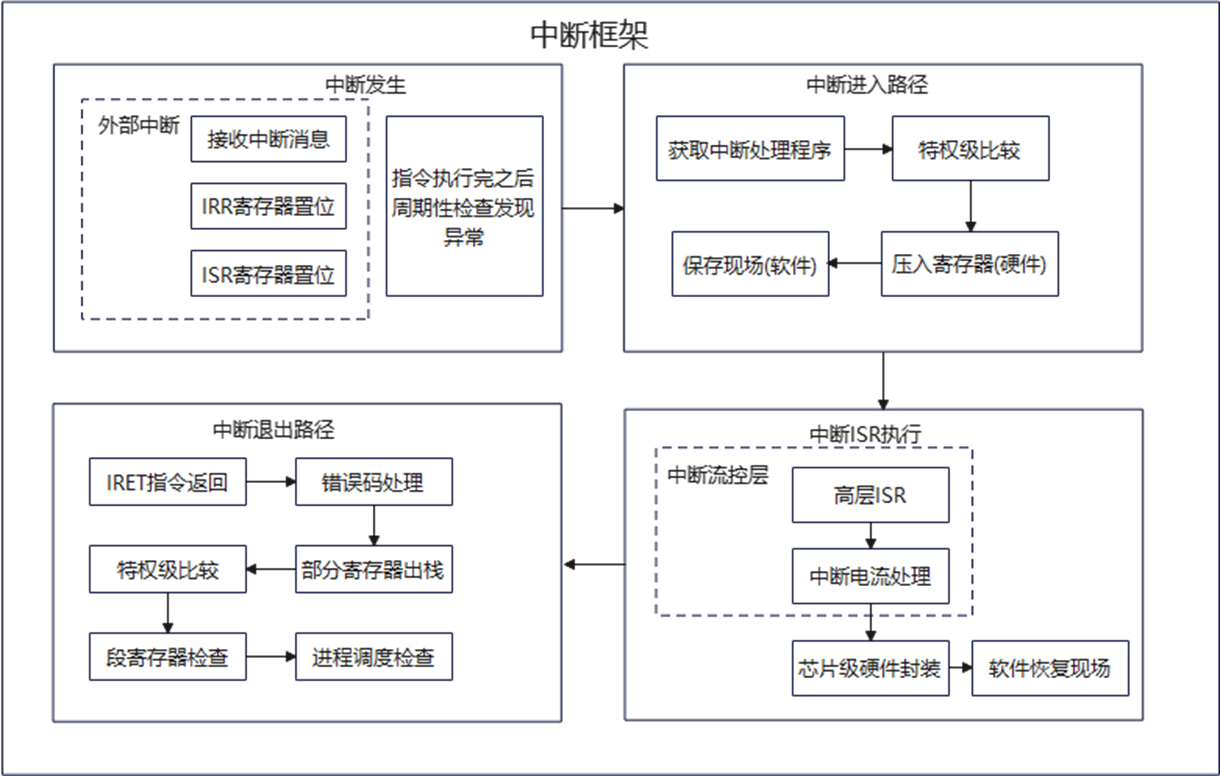 中断框架
中断发生
外部中断
接收中断消息
IRR寄存器置位
ISR寄存器置位
指令执行完之后
周期性检查发现
异常
中断进入路径
获取中断处理程序
特权级比较
保存现场(软件)
压入寄存器(硬件)
中断退出路径
IRET指令返回
错误码处理
特权级比较
部分寄存器出栈
段寄存器检查
进程调度检查
中断ISR执行
中断流控层
高层ISR
中断电流处理
芯片级硬件封装
软件恢复现场